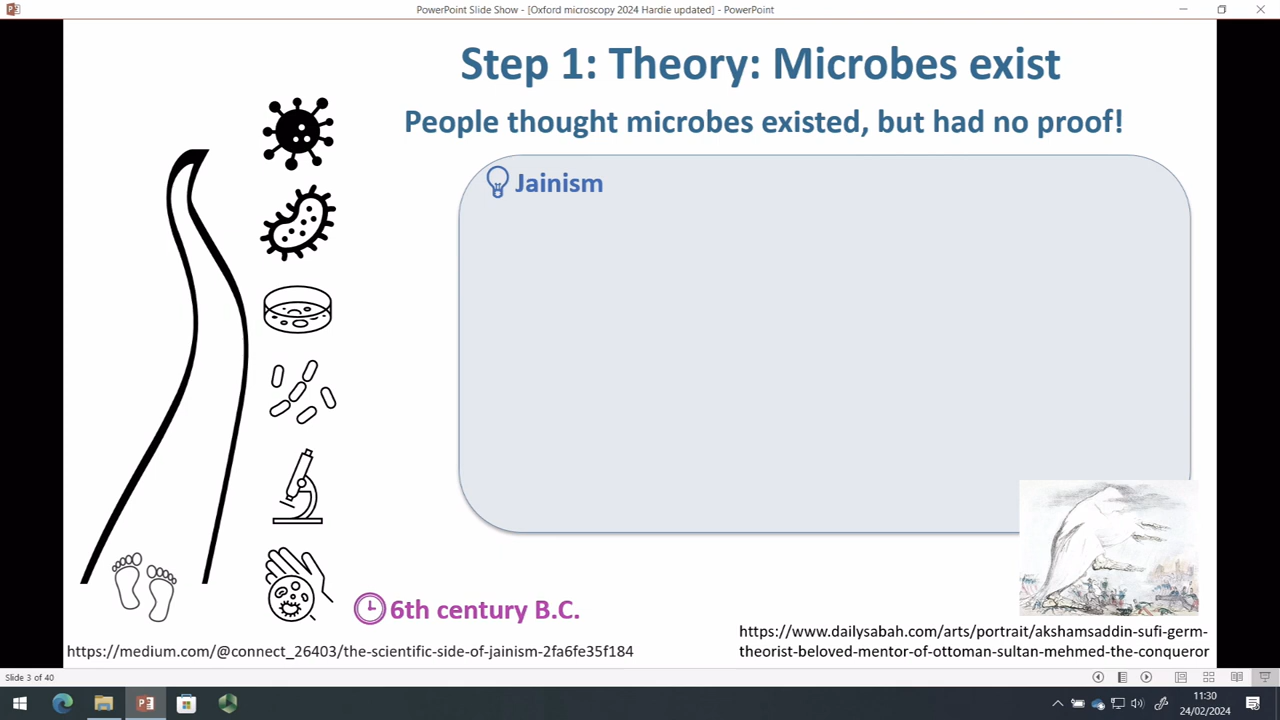 PowerPoint Slide Show - [Oxford microscopy 2024 Hardie updated] - PowerPoint
Step 1: Theory: Microbes exist
People thought microbes existed, but had no proof!
Jainism
6th century B.C.
https://www.dailysabah.com/arts/portrait/akshamsaddin-sufi-germ-
theorist-beloved-mentor-of-ottoman-sultan-mehmed-the-conqueror
https://medium.com/@connect_26403/the-scientific-side-of-jainism-2fa6fe35f184
Slide 3 of 40
11:30
24/02/2024